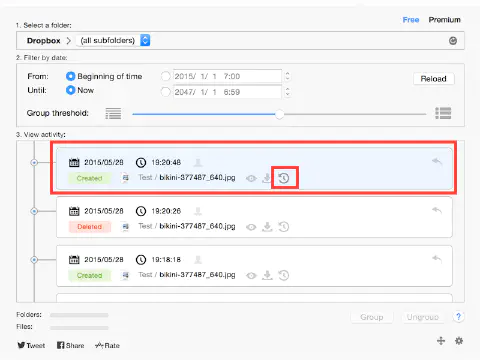 Free Premium
1. Select a folder:
Dropbox (all subfolders)
2. Filter by date:
From: Beginning of time 2015/ 1/ 1 7:00
Until: Now 2047/ 1/ 1 6:59
Reload
Group threshold:
3. View activity:
2015/05/28 19:20:48
Created Test / bikini-377487_640.jpg
2015/05/28 19:20:26
Deleted Test / bikini-377487_640.jpg
2015/05/28 19:18:18
Created Test / bikini-377487_640.jpg
Folders:
Files:
Group Ungroup ?
Tweet Share Rate